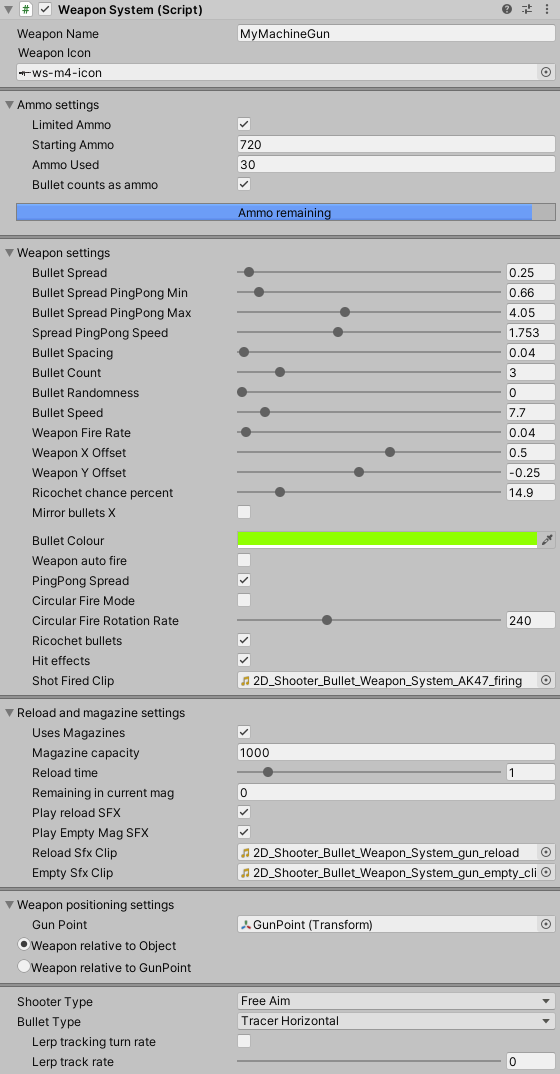 # Weapon System (Script)
Weapon Name MyMachineGun
Weapon Icon
ws-m4-icon
Ammo settings
Limited Ammo
Starting Ammo 720
Ammo Used 30
Bullet counts as ammo
Ammo remaining
Weapon settings
Bullet Spread 0.25
Bullet Spread PingPong Min 0.66
Bullet Spread PingPong Max 4.05
Spread PingPong Speed 1.753
Bullet Spacing 0.04
Bullet Count 3
Bullet Randomness 0
Bullet Speed 7.7
Weapon Fire Rate 0.04
Weapon X Offset 0.5
Weapon Y Offset -0.25
Ricochet chance percent 14.9
Mirror bullets X
Bullet Colour
Weapon auto fire
PingPong Spread
Circular Fire Mode
Circular Fire Rotation Rate 240
Ricochet bullets
Hit effects
Shot Fired Clip 2D_Shooter_Bullet_Weapon_System_AK47_firing
Reload and magazine settings
Uses Magazines
Magazine capacity 1000
Reload time 1
Remaining in current mag 0
Play reload SFX
Play Empty Mag SFX
Reload Sfx Clip 2D_Shooter_Bullet_Weapon_System_gun_reload
Empty Sfx Clip 2D_Shooter_Bullet_Weapon_System_gun_empty_cli
Weapon positioning settings
Gun Point GunPoint (Transform)
Weapon relative to Object
Weapon relative to GunPoint
Shooter Type Free Aim
Bullet Type Tracer Horizontal
Lerp tracking turn rate
Lerp track rate 0